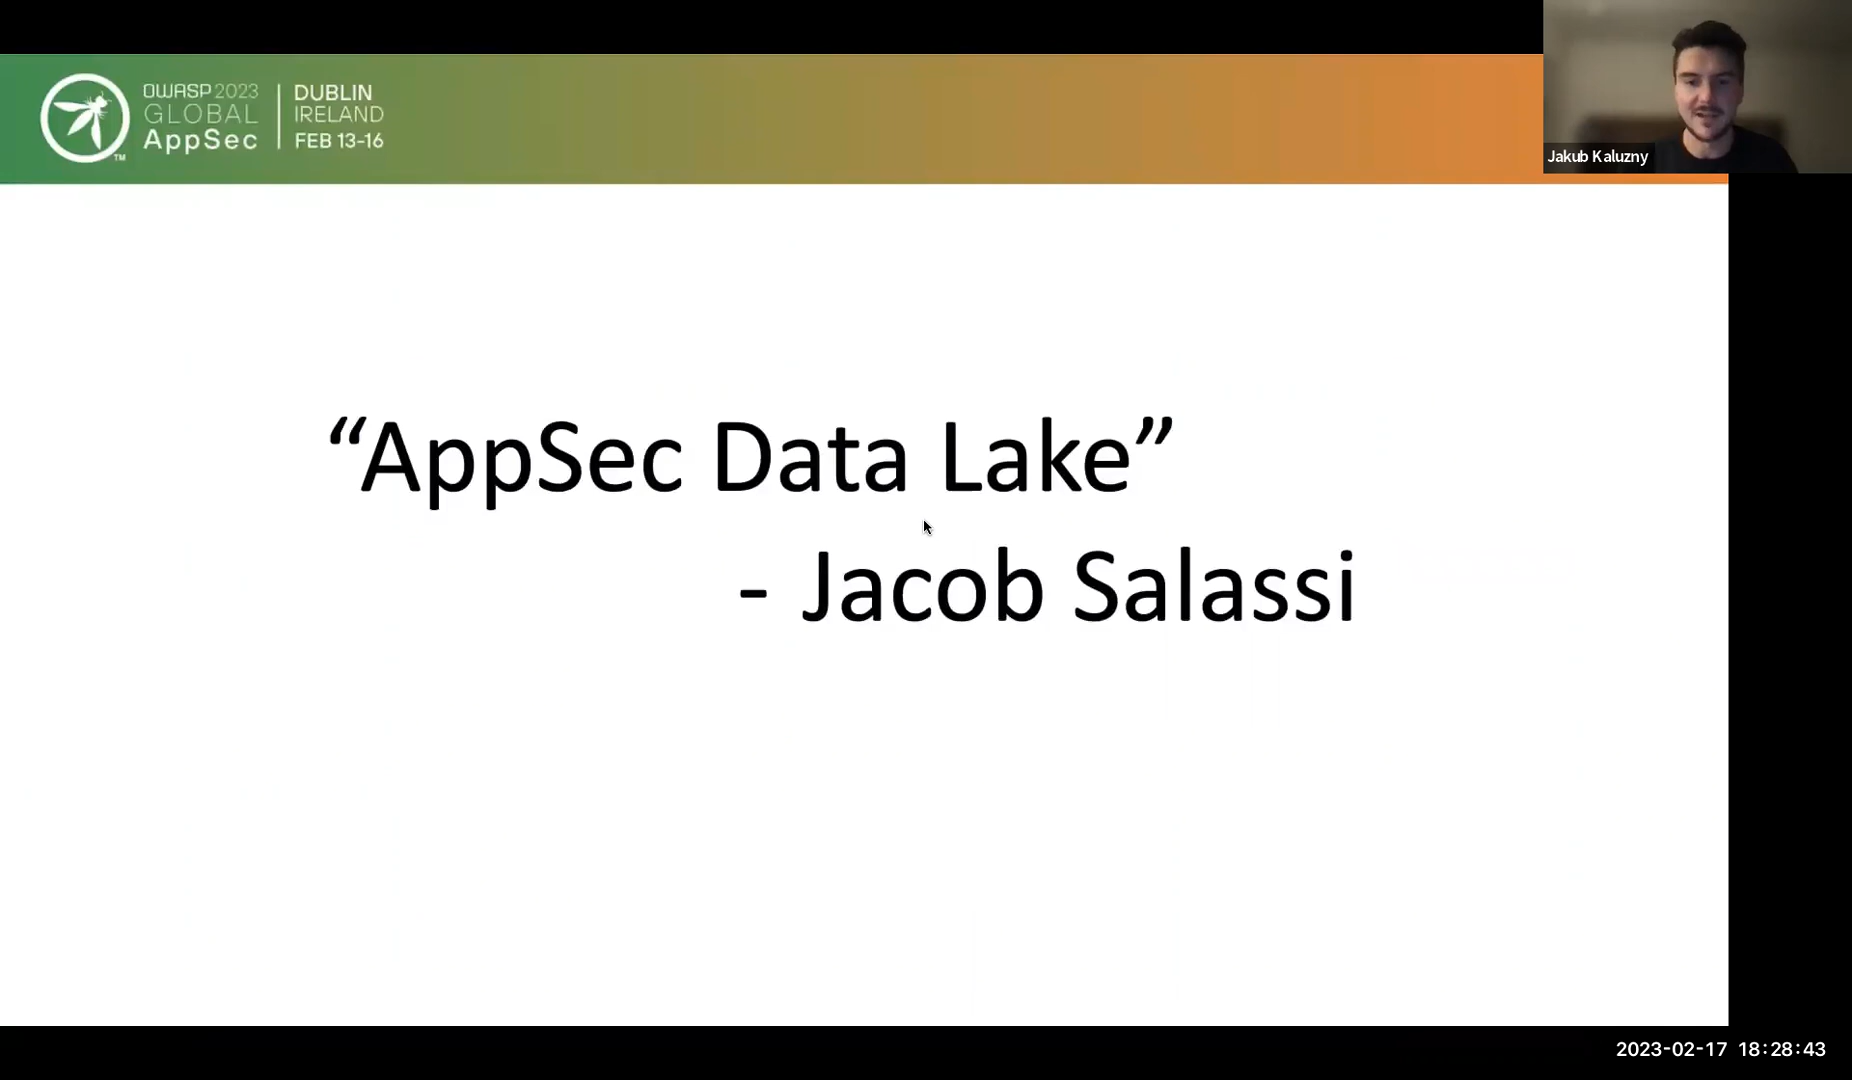 OWASP 2023
GLOBAL
AppSec
TM
DUBLIN
IRELAND
FEB 13-16
Jakub Kaluzny
“AppSec Data Lake”
- Jacob Salassi
2023-02-17 18:28:43